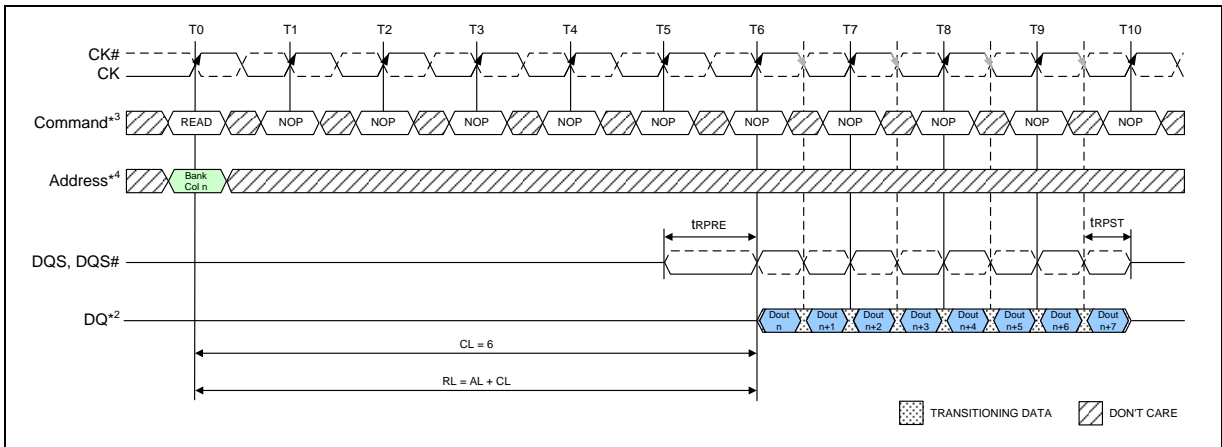 T0 T1 T2 T3 T4 T5 T6 T7 T8 T9 T10
CK#
CK
Command*3 READ NOP NOP NOP NOP NOP NOP NOP NOP NOP NOP
Address*4 Bank
Col n
tRPRE tRPST
DQS, DQS#
DQ*2 Dout Dout Dout Dout Dout Dout Dout Dout
n n+1 n+2 n+3 n+4 n+5 n+6 n+7
CL = 6
RL = AL + CL
TRANSITIONING DATA DON'T CARE